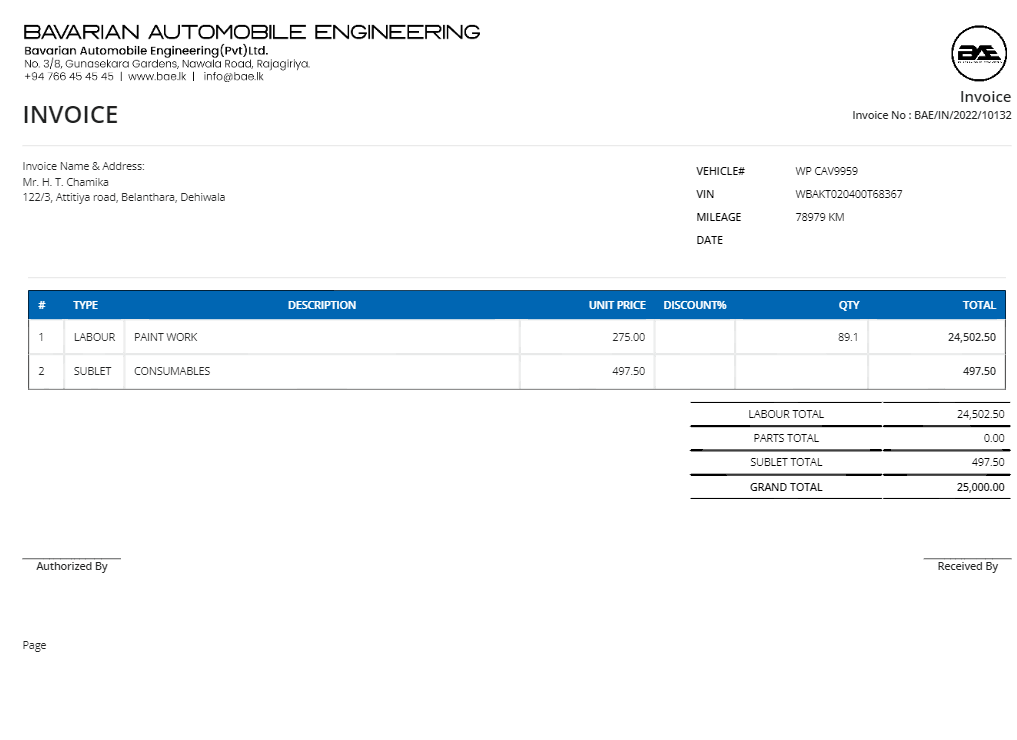 BAVARIAN AUTOMOBILE ENGINEERING
Bavarian Automobile Engineering(Pvt)Ltd.
No. 3/8, Gunasekara Gardens, Nawala Road, Rajagiriya.
+94 766 45 45 45 | www.bae.lk | info@bae.lk
BAE
Invoice
INVOICE
Invoice No : BAE/IN/2022/10132
Invoice Name & Address:
Mr. H. T. Chamika
122/3, Attitiya road, Belanthara, Dehiwala
VEHICLE# WP CAV9959
VIN WBAKT020400T68367
MILEAGE 78979 KM
DATE
# TYPE DESCRIPTION UNIT PRICE DISCOUNT% QTY TOTAL
1 LABOUR PAINT WORK 275.00 89.1 24,502.50
2 SUBLET CONSUMABLES 497.50 497.50
LABOUR TOTAL 24,502.50
PARTS TOTAL 0.00
SUBLET TOTAL 497.50
GRAND TOTAL 25,000.00
Authorized By Received By
Page